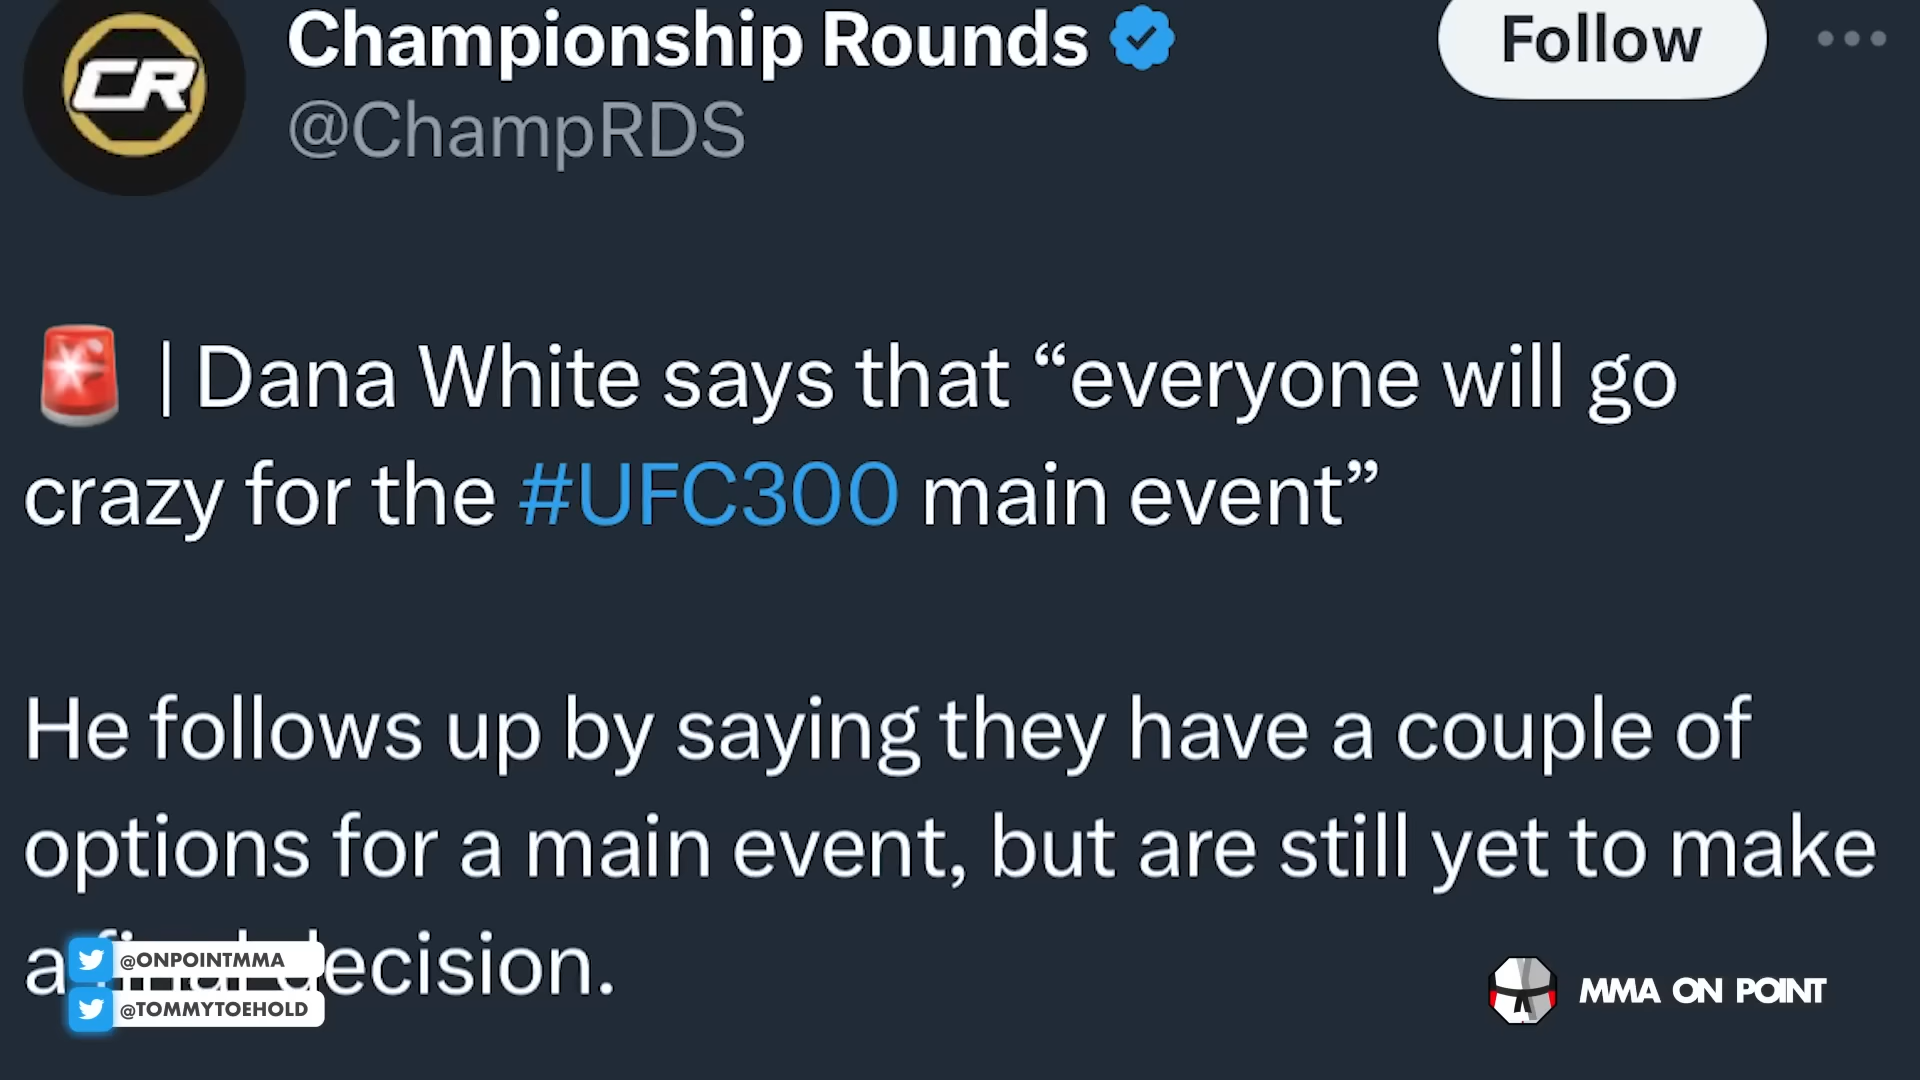 CR
Championship Rounds
@ChampRDS
Follow
🚨 | Dana White says that “everyone will go
crazy for the #UFC300 main event”
He follows up by saying they have a couple of
options for a main event, but are still yet to make
a final decision.
@ONPOINTMMA
@TOMMYTOEHOLD
MMA ON POINT